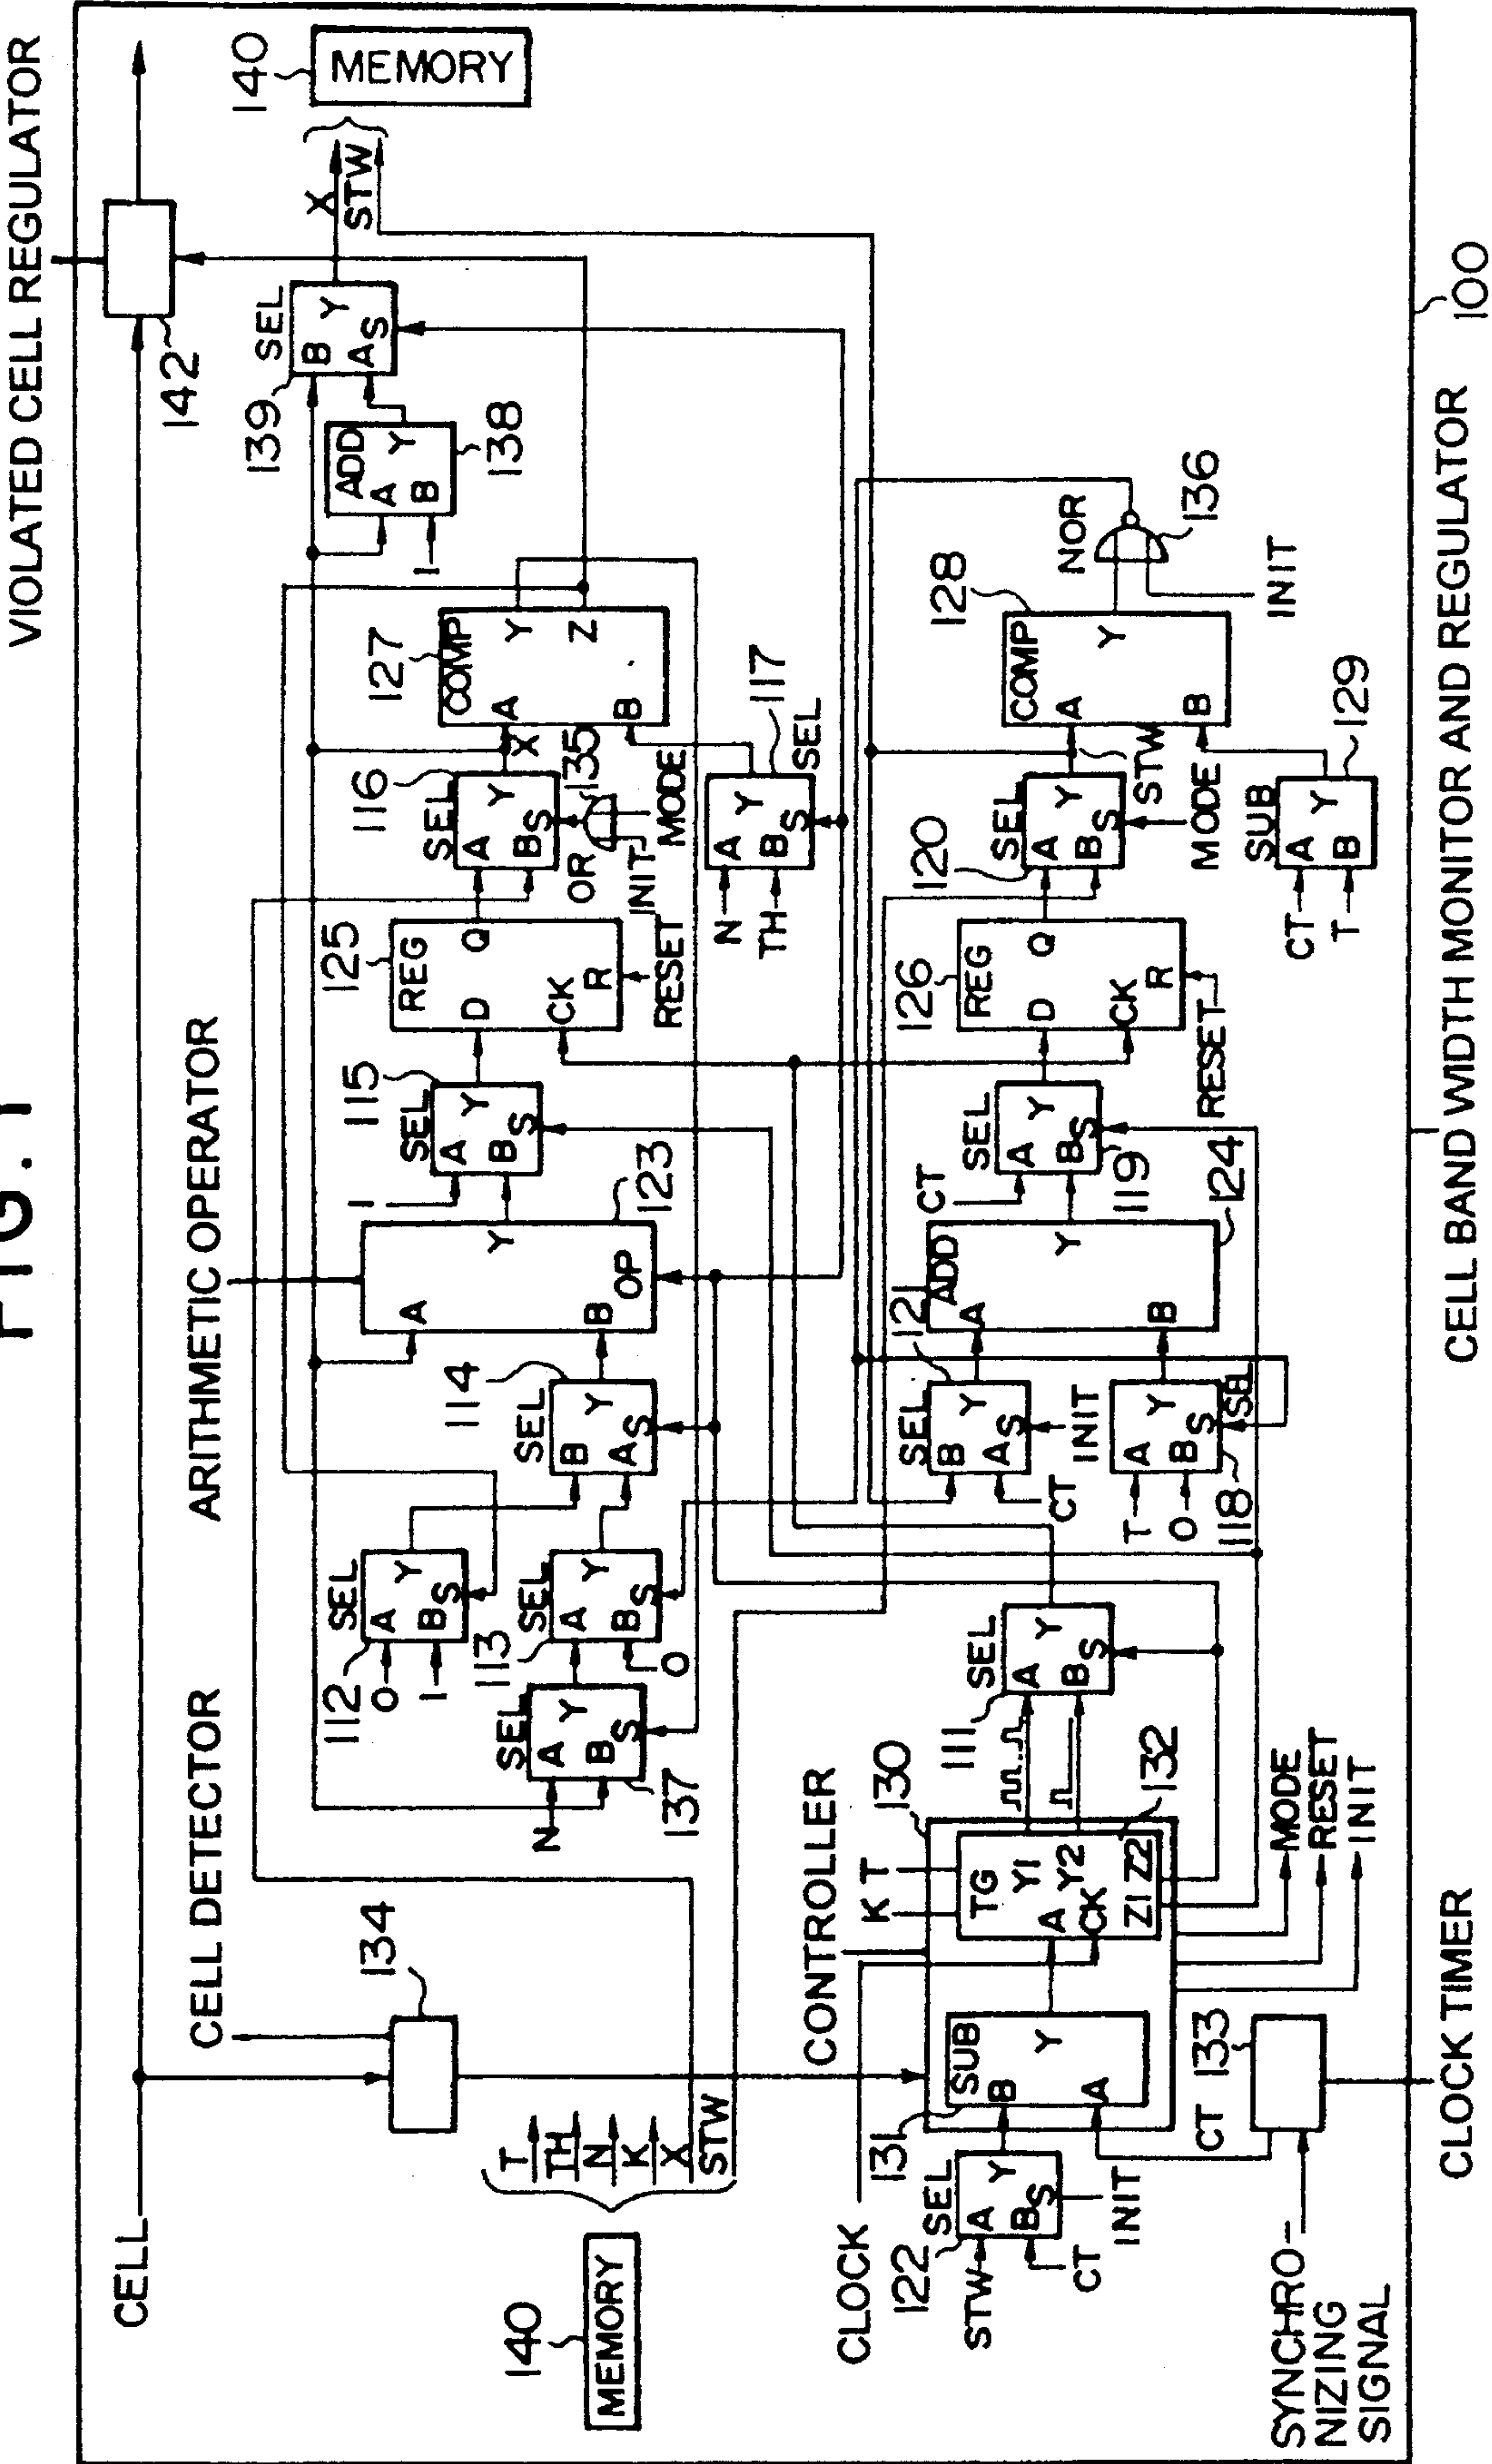 FIG. 1
VIOLATED CELL REGULATOR
CELL
142
140
MEMORY
X
STW
ARITHMETIC OPERATOR
CELL DETECTOR
134
139
SEL
B
Y
A
S
ADD
A
Y
B
138
1
127
COMP
A
Y
Z
B
116
SEL
A
Y
B
S
X
135
OR
INIT
MODE
117
SEL
A
Y
B
S
N
TH
125
REG
D
Q
CK
R
RESET
115
SEL
A
Y
B
S
1
123
A
Y
B
OP
114
SEL
B
Y
A
S
112
SEL
A
Y
B
S
0
1
113
SEL
A
Y
B
S
0
137
SEL
A
Y
B
S
N
T
TH
N
K
X
STW
140
MEMORY
NOR
136
INIT
128
COMP
A
Y
B
STW
129
SUB
A
Y
B
CT
T
120
SEL
A
Y
B
S
MODE
126
REG
D
Q
CK
R
RESET
SEL
A
Y
B
S
119
CT
124
ADD
A
Y
B
121
SEL
B
Y
A
S
INIT
CT
A
Y
B
S
SEL
118
T
0
111
SEL
A
Y
B
S
CONTROLLER
130
K T
TG
Y1
A
Y2
CK
Z1 Z2
132
MODE
RESET
INIT
131
SUB
B
Y
A
CT
133
CLOCK
122
SEL
A
Y
B
S
STW
CT
INIT
SYNCHRO-
NIZING
SIGNAL
CLOCK TIMER
CELL BAND WIDTH MONITOR AND REGULATOR
100